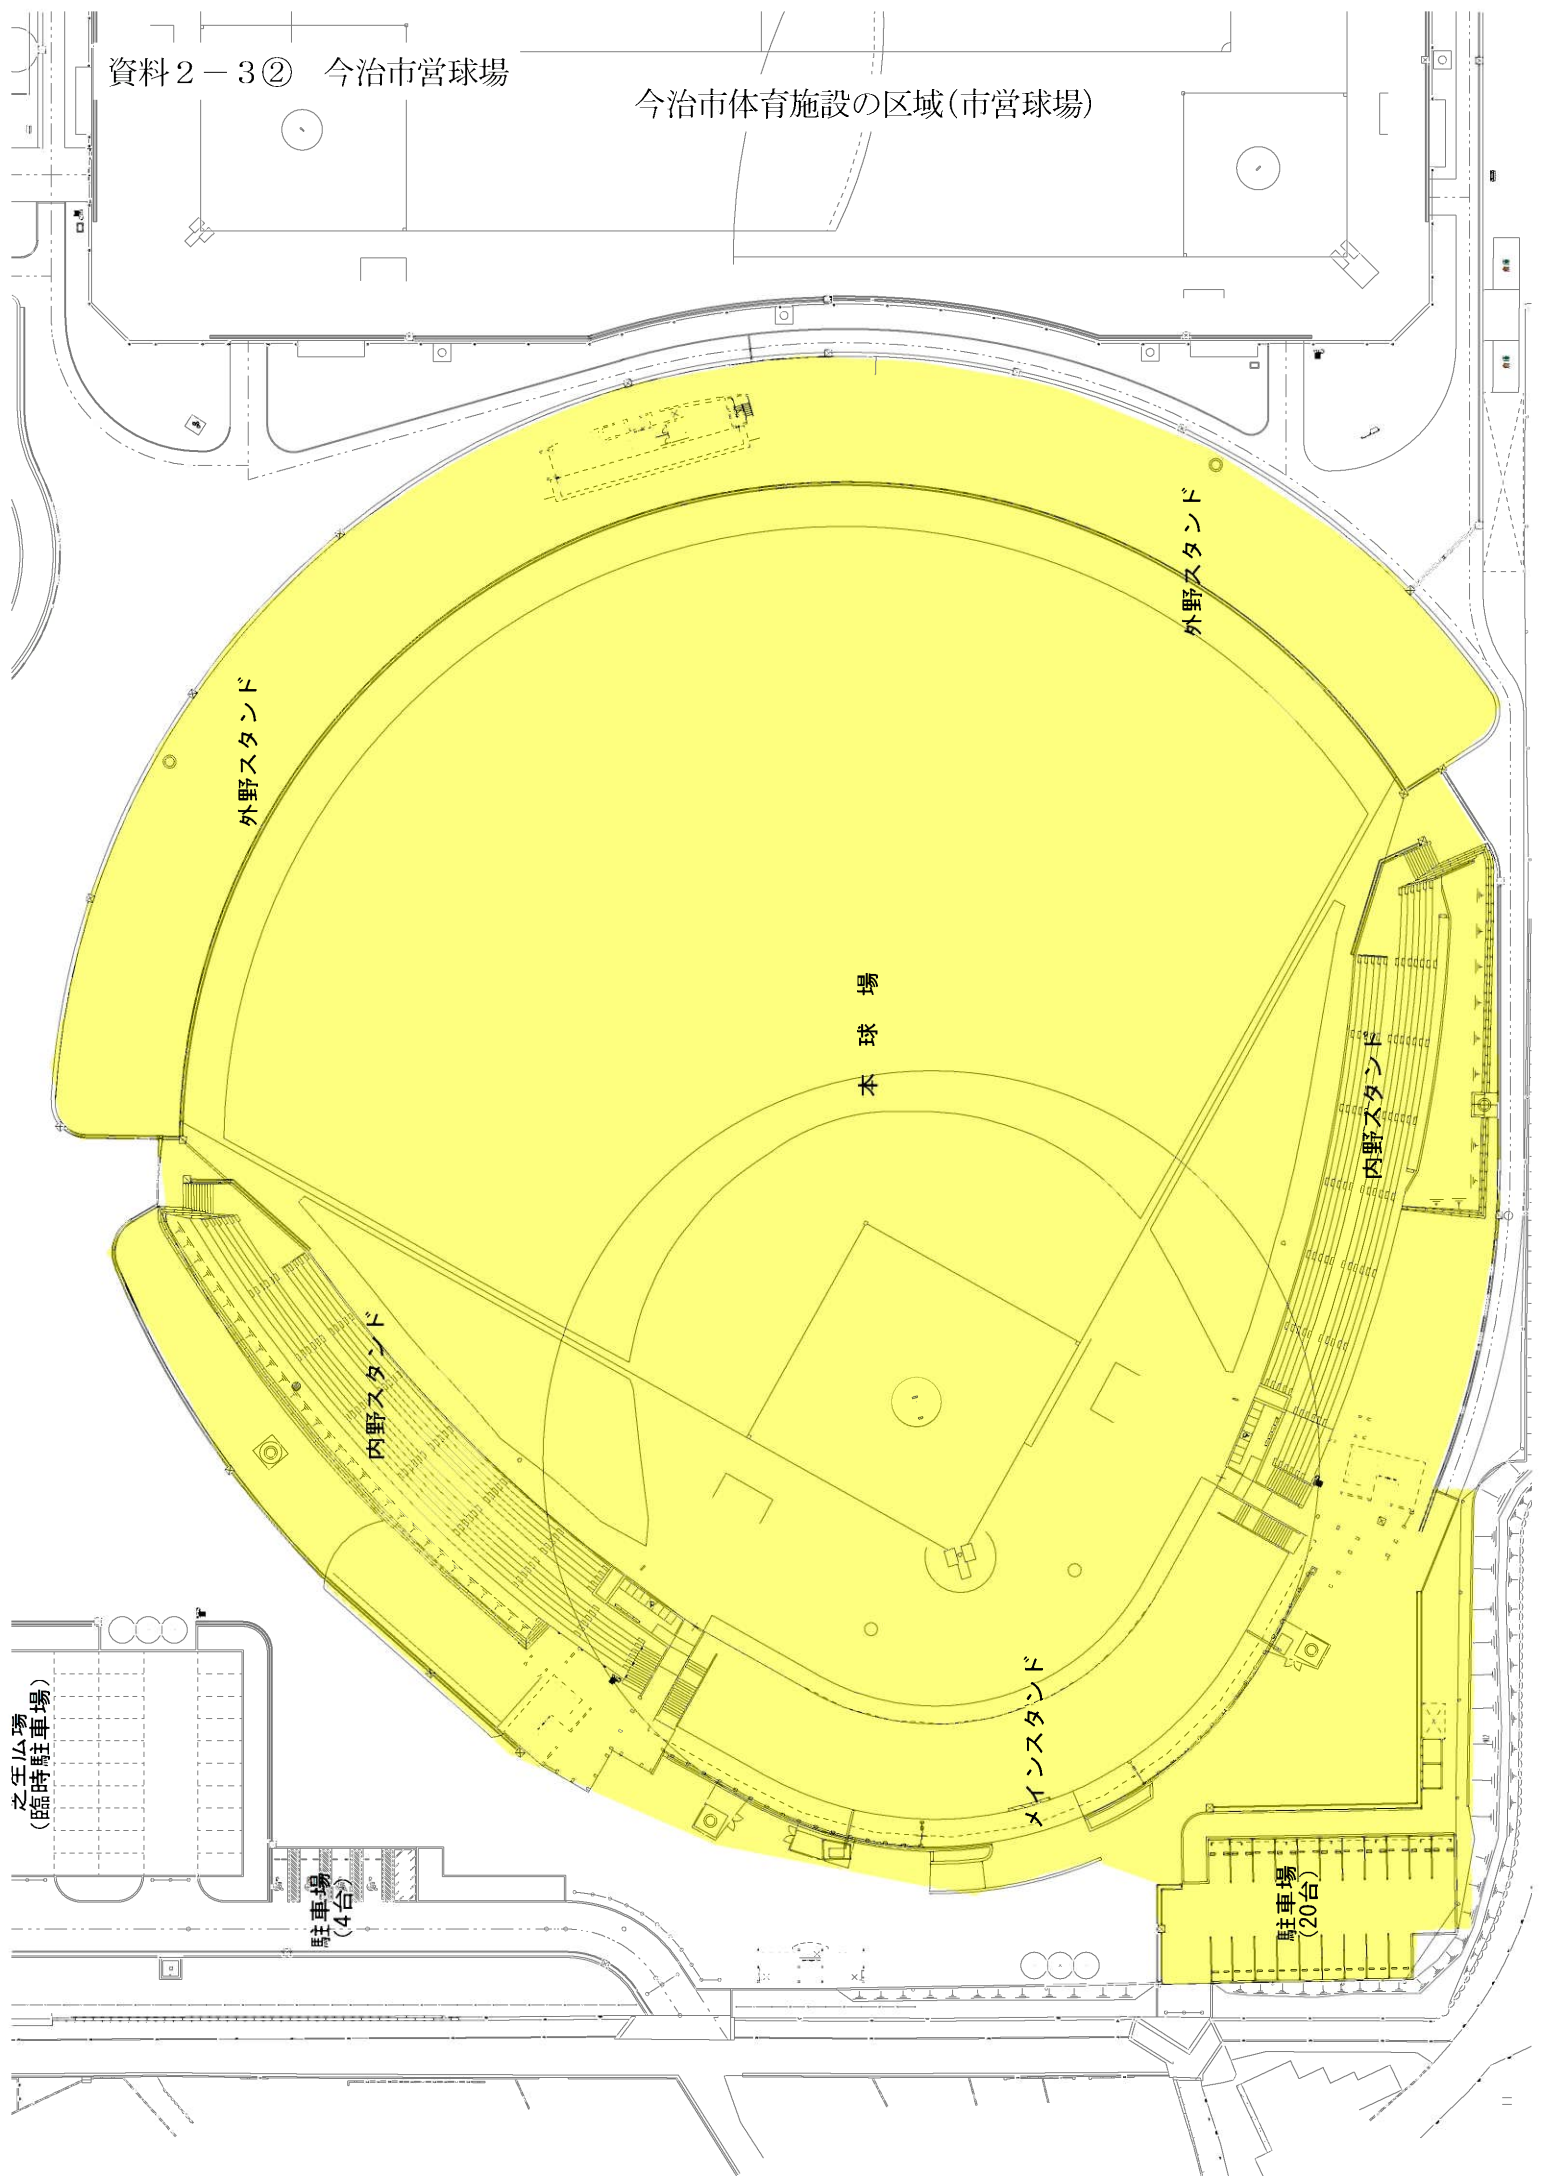 資料２－３②　今治市営球場
今治市体育施設の区域(市営球場)
外野スタンド
外野スタンド
本　球　場
内野スタンド
内野スタンド
メインスタンド
芝生広場
(臨時駐車場)
駐車場
(4台)
駐車場
(20台)